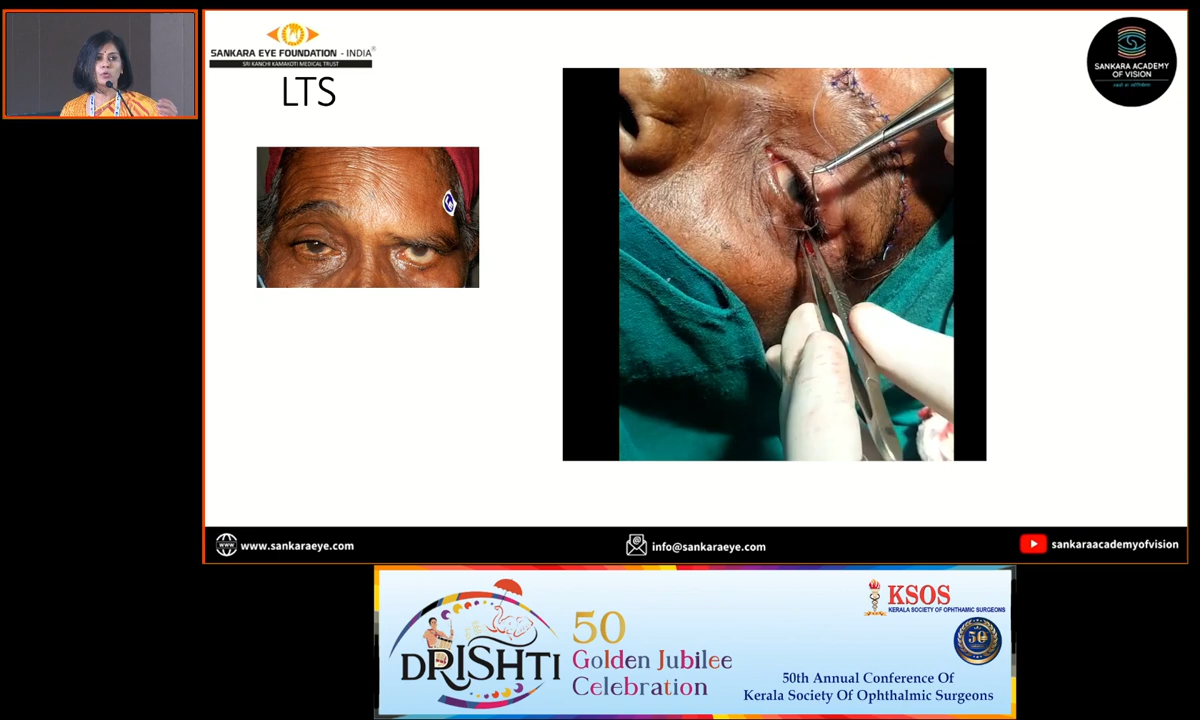 SANKARA EYE FOUNDATION - INDIA®
SRI KANCHI KAMAKOTI MEDICAL TRUST
LTS
SANKARA ACADEMY
OF VISION
www.sankaraeye.com
info@sankaraeye.com
sankaraacademyofvision
DRISHTI
50
Golden Jubilee
Celebration
KSOS
KERALA SOCIETY OF OPHTHAMIC SURGEONS
50
50th Annual Conference Of
Kerala Society Of Ophthalmic Surgeons